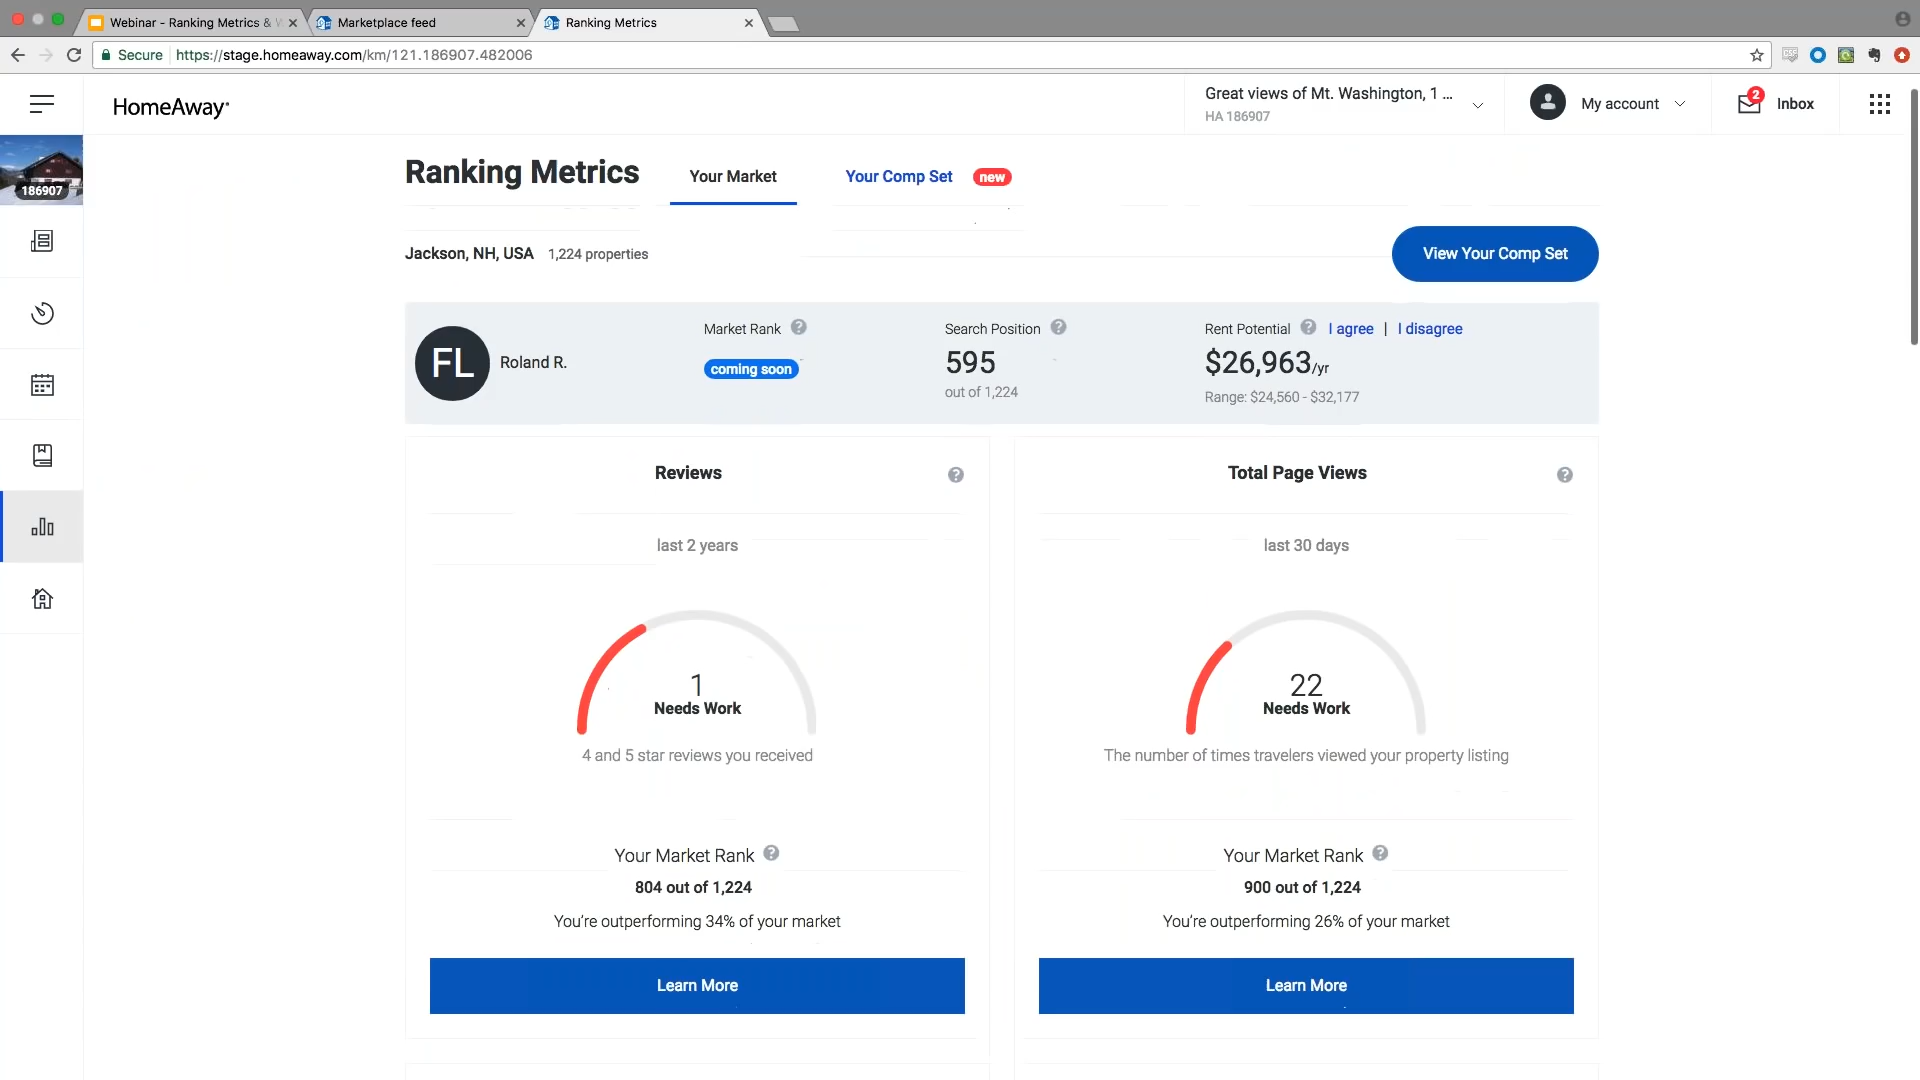 Webinar - Ranking Metrics &
Marketplace feed
Ranking Metrics
Secure
https://stage.homeaway.com/km/121.186907.482006
HomeAway
Great views of Mt. Washington, 1 ...
HA 186907
My account
2
Inbox
186907
Ranking Metrics
Your Market
Your Comp Set
new
Jackson, NH, USA
1,224 properties
View Your Comp Set
FL
Roland R.
Market Rank ?
coming soon
Search Position ?
595
out of 1,224
Rent Potential ? I agree | I disagree
$26,963/yr
Range: $24,560 - $32,177
Reviews
?
last 2 years
1
Needs Work
4 and 5 star reviews you received
Your Market Rank ?
804 out of 1,224
You're outperforming 34% of your market
Learn More
Total Page Views
?
last 30 days
22
Needs Work
The number of times travelers viewed your property listing
Your Market Rank ?
900 out of 1,224
You're outperforming 26% of your market
Learn More